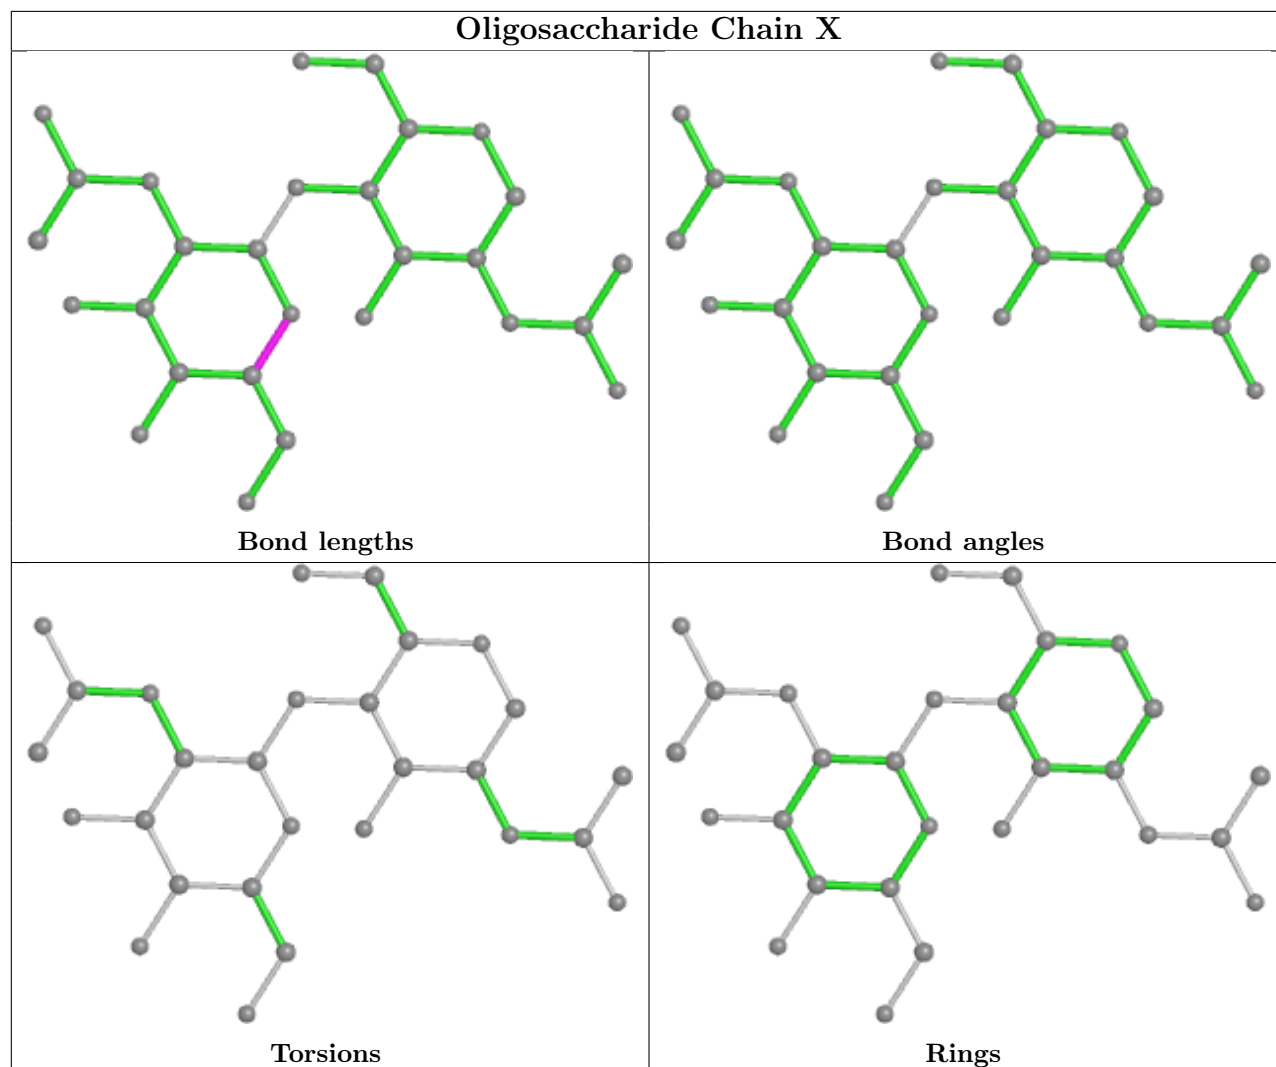 Oligosaccharide Chain X
Bond lengths
Bond angles
Torsions
Rings